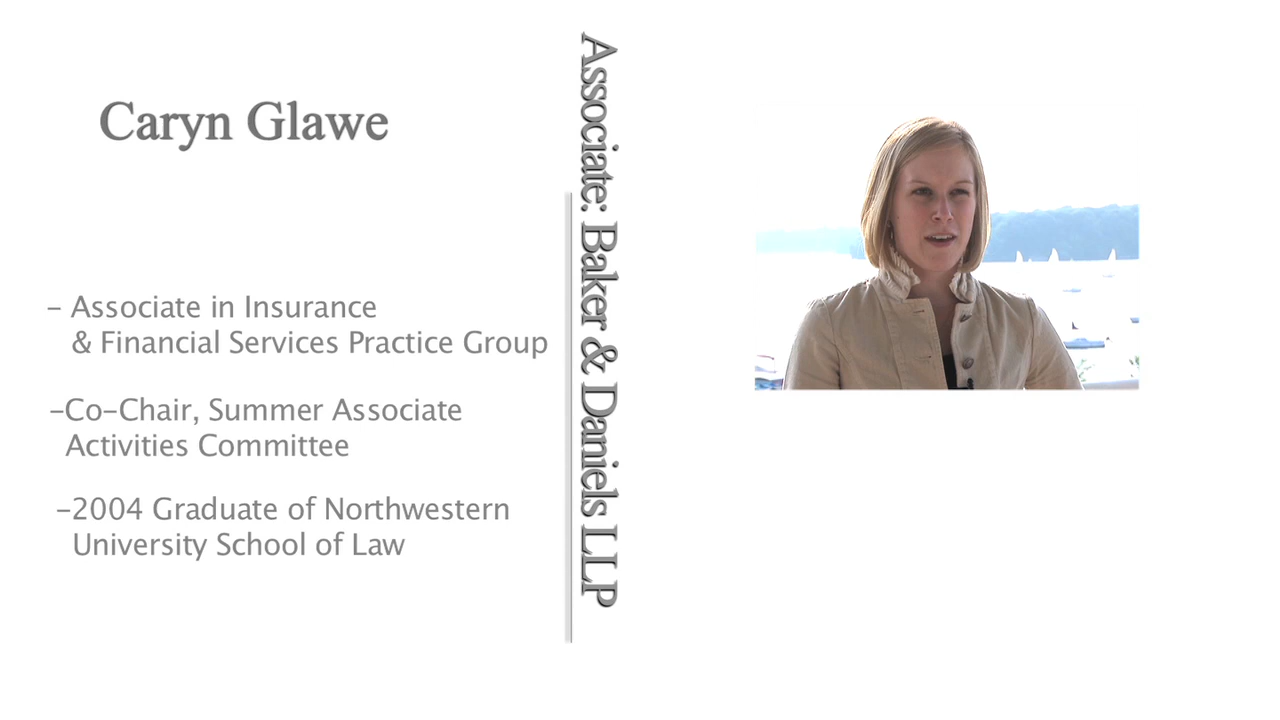 Caryn Glawe
- Associate in Insurance
& Financial Services Practice Group
-Co-Chair, Summer Associate
Activities Committee
-2004 Graduate of Northwestern
University School of Law
Associate: Baker & Daniels LLP